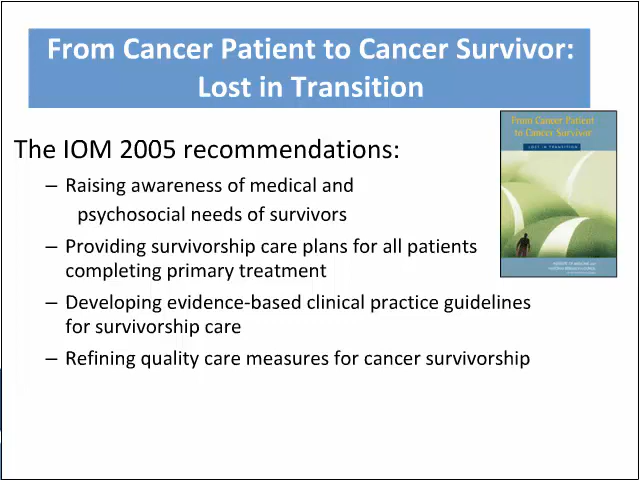 From Cancer Patient to Cancer Survivor:
Lost in Transition
The IOM 2005 recommendations:
– Raising awareness of medical and
psychosocial needs of survivors
– Providing survivorship care plans for all patients
completing primary treatment
– Developing evidence-based clinical practice guidelines
for survivorship care
– Refining quality care measures for cancer survivorship
From Cancer Patient
to Cancer Survivor
LOST IN TRANSITION